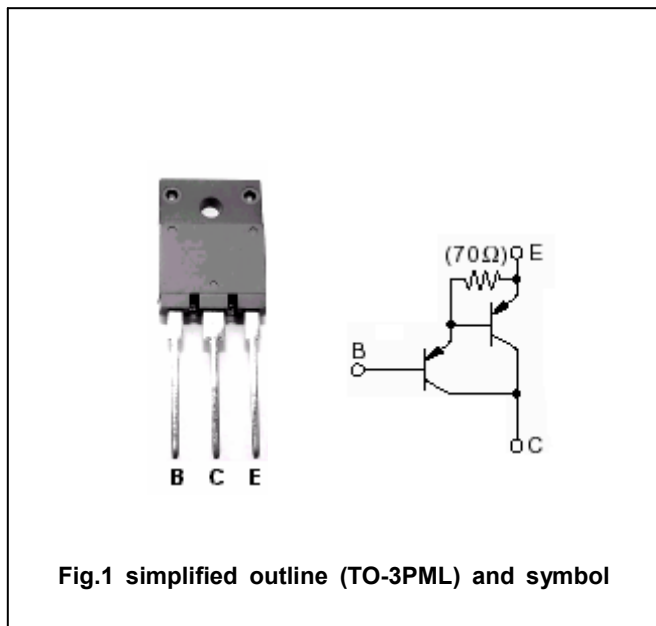 (70Ω) E
B
C
B C E
Fig.1 simplified outline (TO-3PML) and symbol